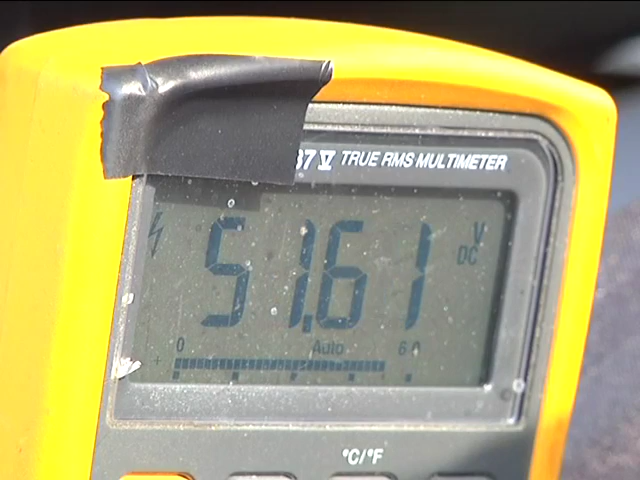 87 V TRUE RMS MULTIMETER
51.61 V DC
0 Auto 60
+
°C/°F